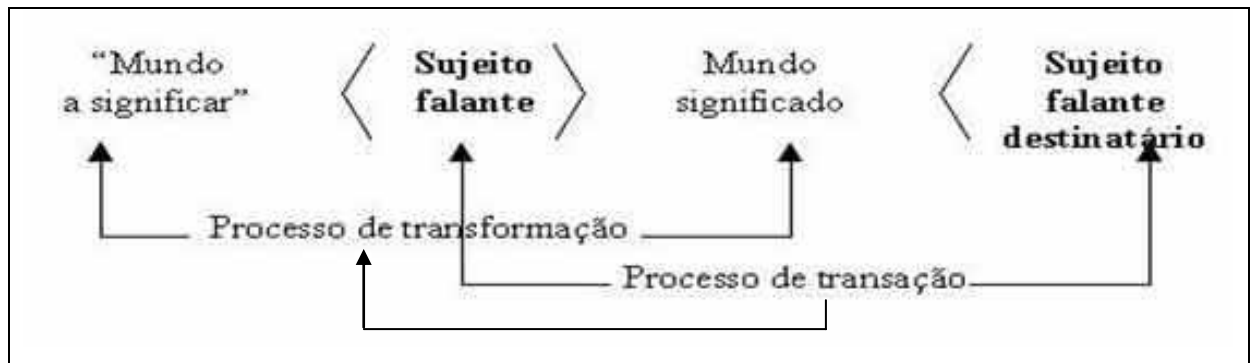 “Mundo
a significar”
Sujeito
falante
Mundo
significado
Sujeito
falante
destinatário
Processo de transformação
Processo de transação